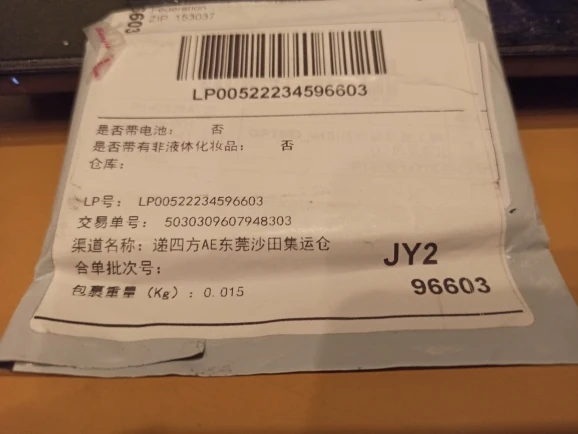 6603
Federation
ZIP 153037
LP00522234596603
是否带电池： 否
是否带有非液体化妆品： 否
仓库：
LP号： LP00522234596603
交易单号： 5030309607948303
渠道名称：递四方AE东莞沙田集运仓
合单批次号：
包裹重量（Kg）：0.015
JY2
96603